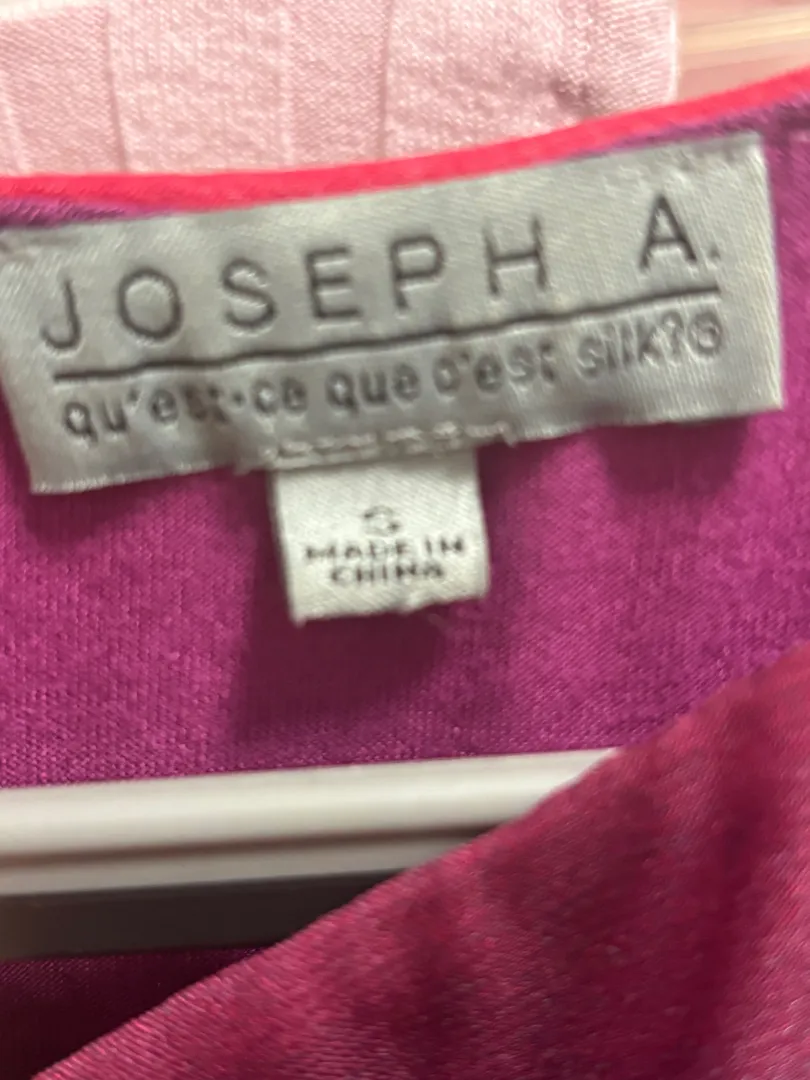 JOSEPH A.
qu'est-ce que c'est silk?®
S
MADE IN
CHINA